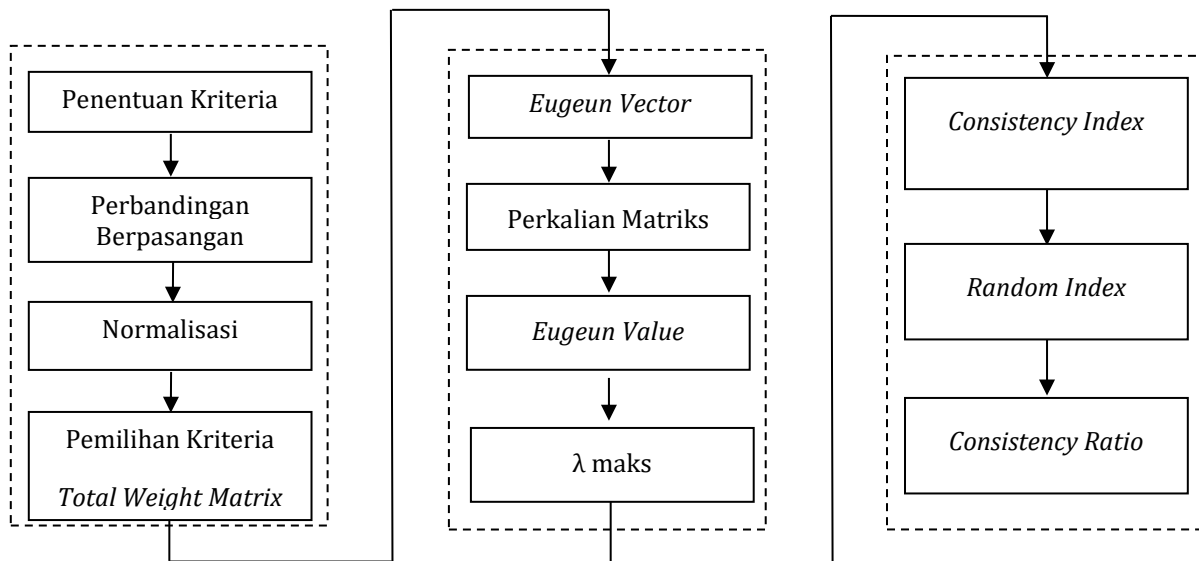 Penentuan Kriteria
Perbandingan
Berpasangan
Normalisasi
Pemilihan Kriteria
Total Weight Matrix
Eugeun Vector
Perkalian Matriks
Eugeun Value
λ maks
Consistency Index
Random Index
Consistency Ratio